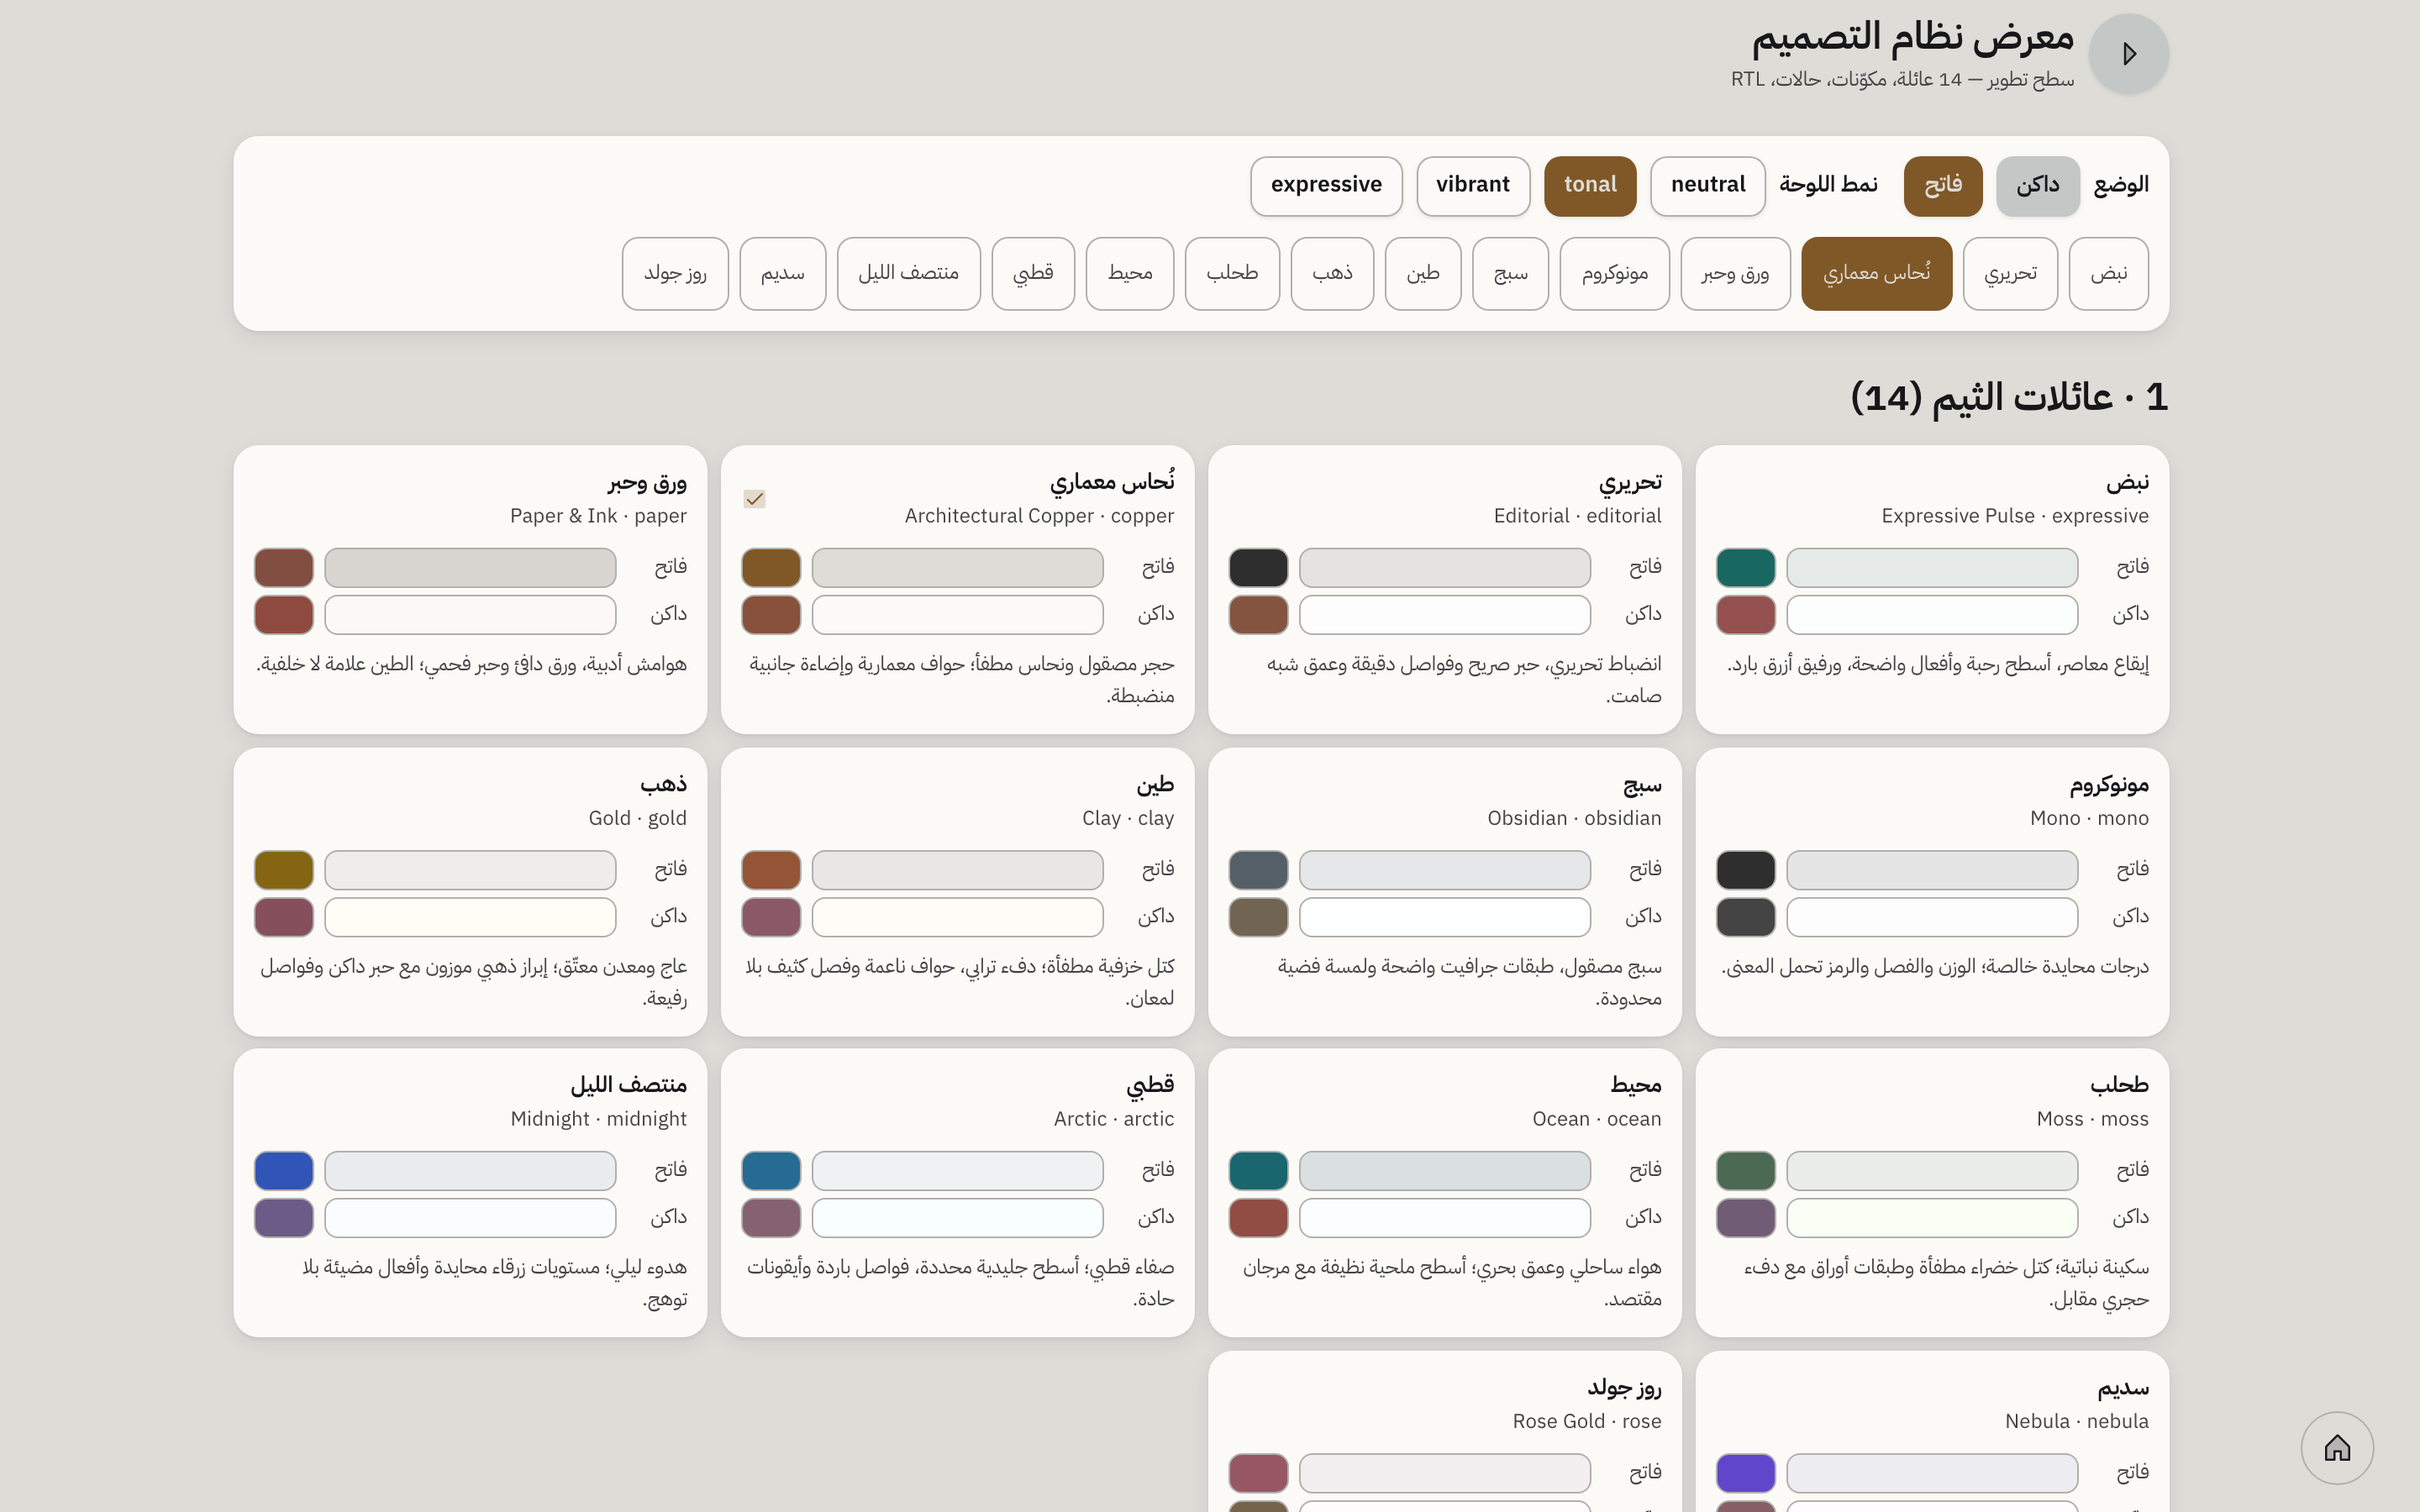 معرض نظام التصميم
سطح تطوير — 14 عائلة، مكوّنات، حالات، RTL
الوضع داكن فاتح نمط اللوحة neutral tonal vibrant expressive
نبض تحريري نُحاس معماري ورق وحبر مونوكروم سبج طين ذهب طحلب محيط قطبي منتصف الليل سديم روز جولد
1 · عائلات الثيم (14)
نبض
Expressive Pulse · expressive
فاتح
داكن
إيقاع معاصر، أسطح رحبة وأفعال واضحة، ورفيق أزرق بارد.
تحريري
Editorial · editorial
فاتح
داكن
انضباط تحريري، حبر صريح وفواصل دقيقة وعمق شبه
صامت.
نُحاس معماري
Architectural Copper · copper
فاتح
داكن
حجر مصقول ونحاس مطفأ؛ حواف معمارية وإضاءة جانبية
منضبطة.
ورق وحبر
Paper & Ink · paper
فاتح
داكن
هوامش أدبية، ورق دافئ وحبر فحمي؛ الطين علامة لا خلفية.
مونوكروم
Mono · mono
فاتح
داكن
درجات محايدة خالصة؛ الوزن والفصل والرمز تحمل المعنى.
سبج
Obsidian · obsidian
فاتح
داكن
سبج مصقول، طبقات جرافيت واضحة ولمسة فضية
محدودة.
طين
Clay · clay
فاتح
داكن
كتل خزفية مطفأة؛ دفء ترابي، حواف ناعمة وفصل كثيف بلا
لمعان.
ذهب
Gold · gold
فاتح
داكن
عاج ومعدن معتّق؛ إبراز ذهبي موزون مع حبر داكن وفواصل
رفيعة.
طحلب
Moss · moss
فاتح
داكن
سكينة نباتية؛ كتل خضراء مطفأة وطبقات أوراق مع دفء
حجري مقابل.
محيط
Ocean · ocean
فاتح
داكن
هواء ساحلي وعمق بحري؛ أسطح ملحية نظيفة مع مرجان
مقتصد.
قطبي
Arctic · arctic
فاتح
داكن
صفاء قطبي؛ أسطح جليدية محددة، فواصل باردة وأيقونات
حادة.
منتصف الليل
Midnight · midnight
فاتح
داكن
هدوء ليلي؛ مستويات زرقاء محايدة وأفعال مضيئة بلا
توهج.
سديم
Nebula · nebula
فاتح
روز جولد
Rose Gold · rose
فاتح